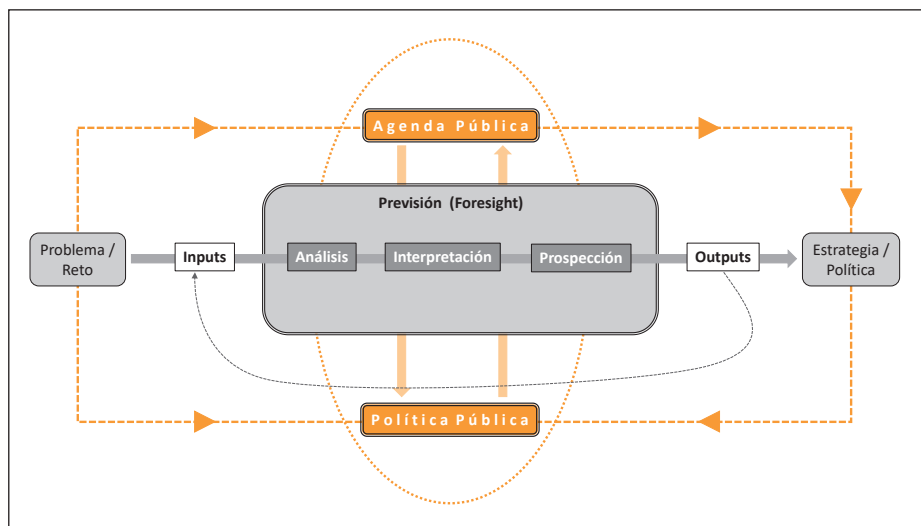 Agenda Pública
Previsión (Foresight)
Problema /
Reto
Inputs
Análisis
Interpretación
Prospección
Outputs
Estrategia /
Política
Política Pública